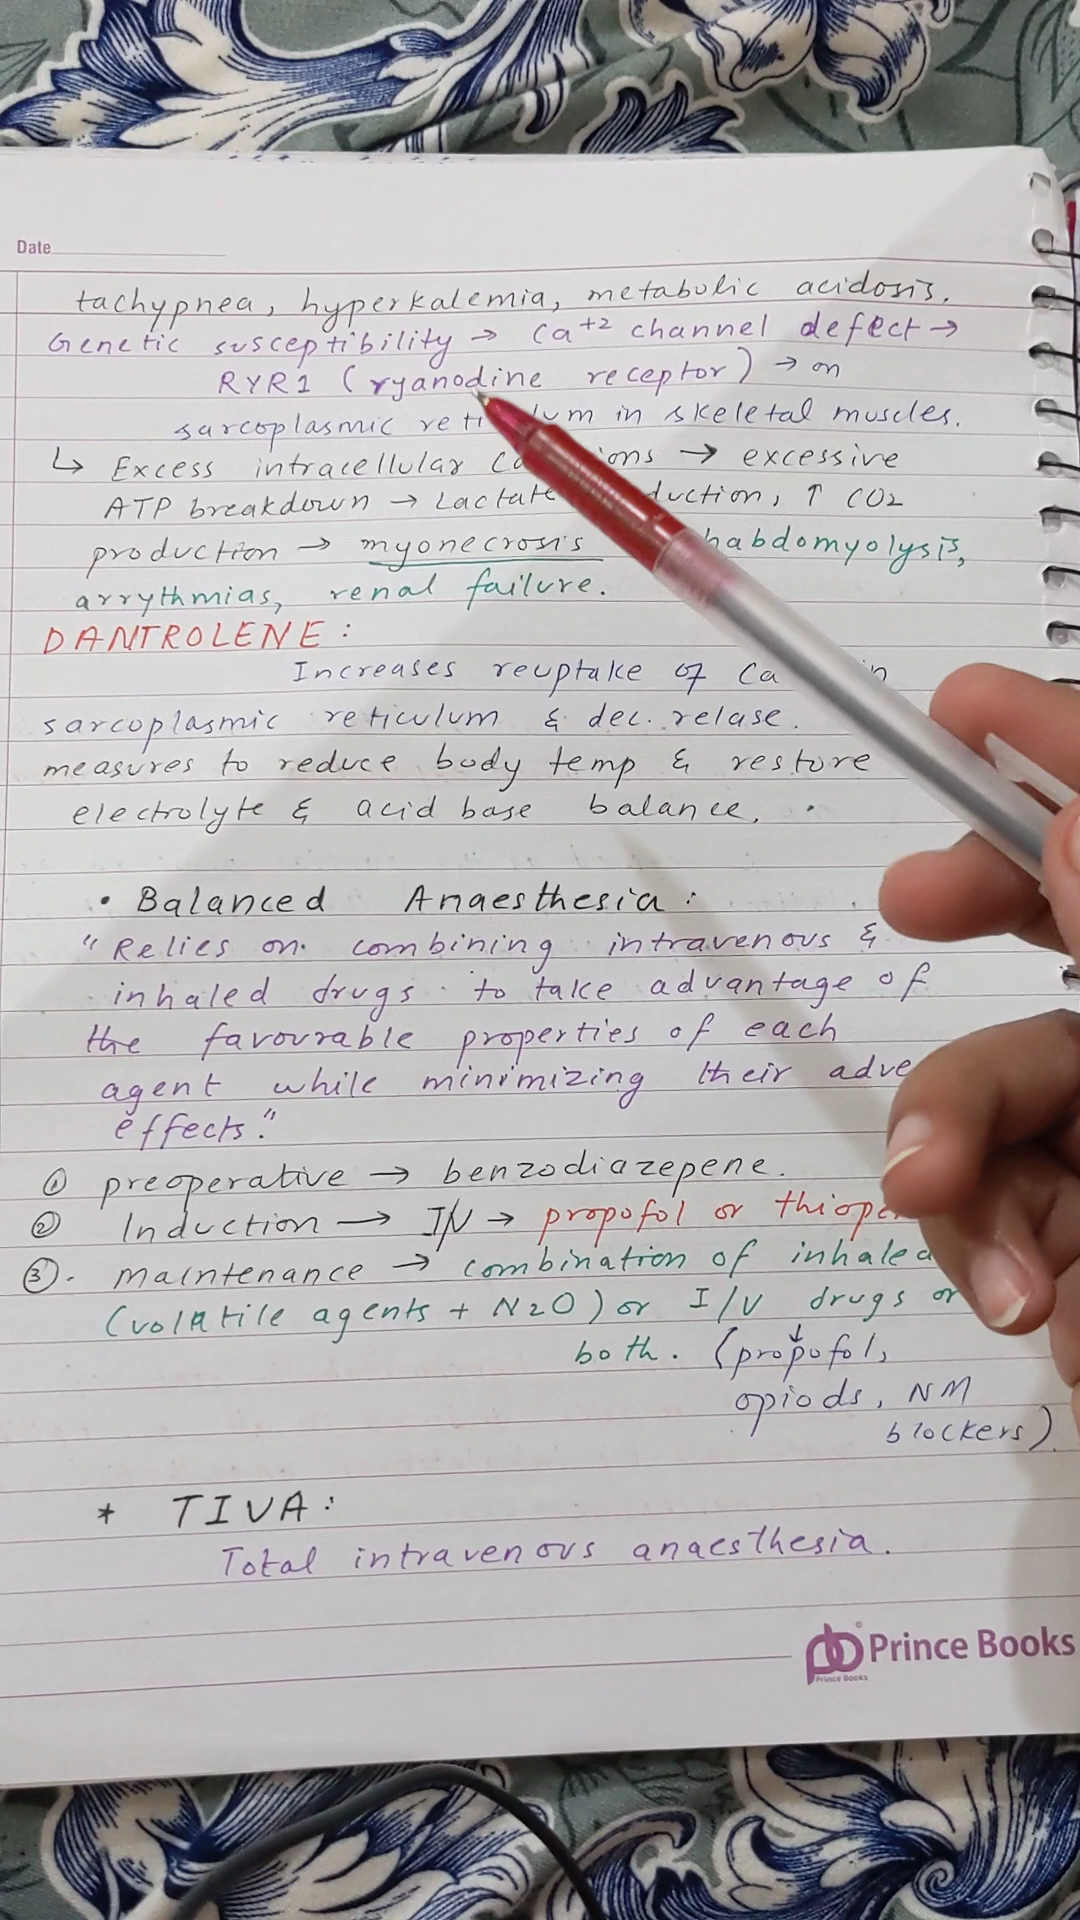 Date
tachypnea, hyperkalemia, metabolic acidosis.
Genetic susceptibility → Ca+2 channel defect →
RYR1 (ryanodine receptor) → on
sarcoplasmic in skeletal muscles.
↳ Excess intracellular → excessive
ATP breakdown → Lactate ↑ CO2
production → myonecrosis
arrythmias, renal failure.
DANTROLENE :
Increases reuptake of Ca
sarcoplasmic reticulum & dec. relase.
measures to reduce body temp & restore
electrolyte & acid base balance.
• Balanced Anaesthesia :
"Relies on combining intravenous &
inhaled drugs to take advantage of
the favourable properties of each
agent while minimizing their
effects."
① preoperative → benzodiazepene.
② Induction → I/V → propofol or
③. maintenance → combination of inhaled
(volatile agents + N2O) or I/V drugs or
both. ↓ (propofol,
opiods, NM
blockers)
* TIVA :
Total intravenous anaesthesia.
Prince Books
Prince Books